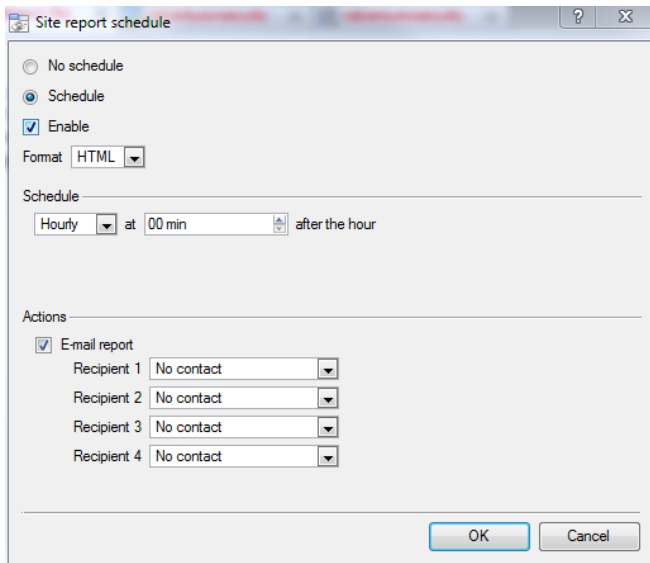 Site report schedule
No schedule
Schedule
Enable
Format HTML
Schedule
Hourly at 00 min after the hour
Actions
E-mail report
Recipient 1 No contact
Recipient 2 No contact
Recipient 3 No contact
Recipient 4 No contact
OK Cancel